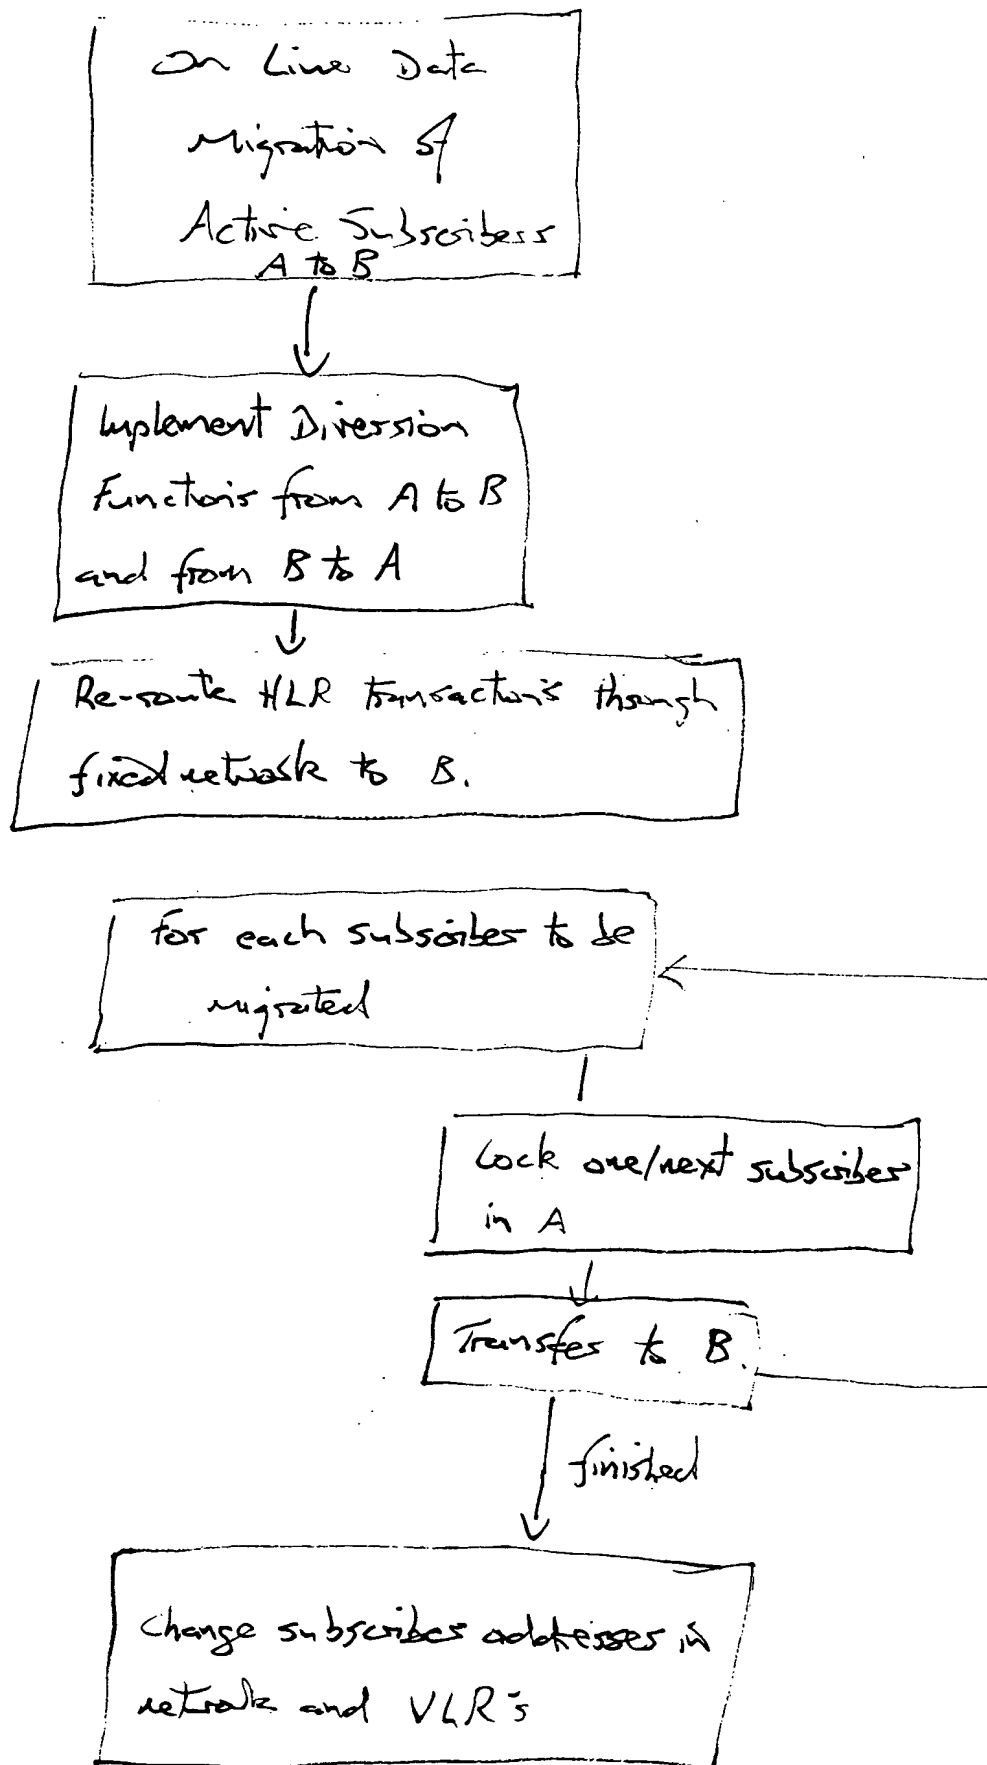 On Line Data
Migration of
Active Subscribers
A to B
Implement Diversion
Functions from A to B
and from B to A
Re-route HLR transactions through
fixed network to B.
For each subscriber to be
migrated
Lock one/next subscriber
in A
Transfer to B.
finished
Change subscriber addresses in
network and VLR's